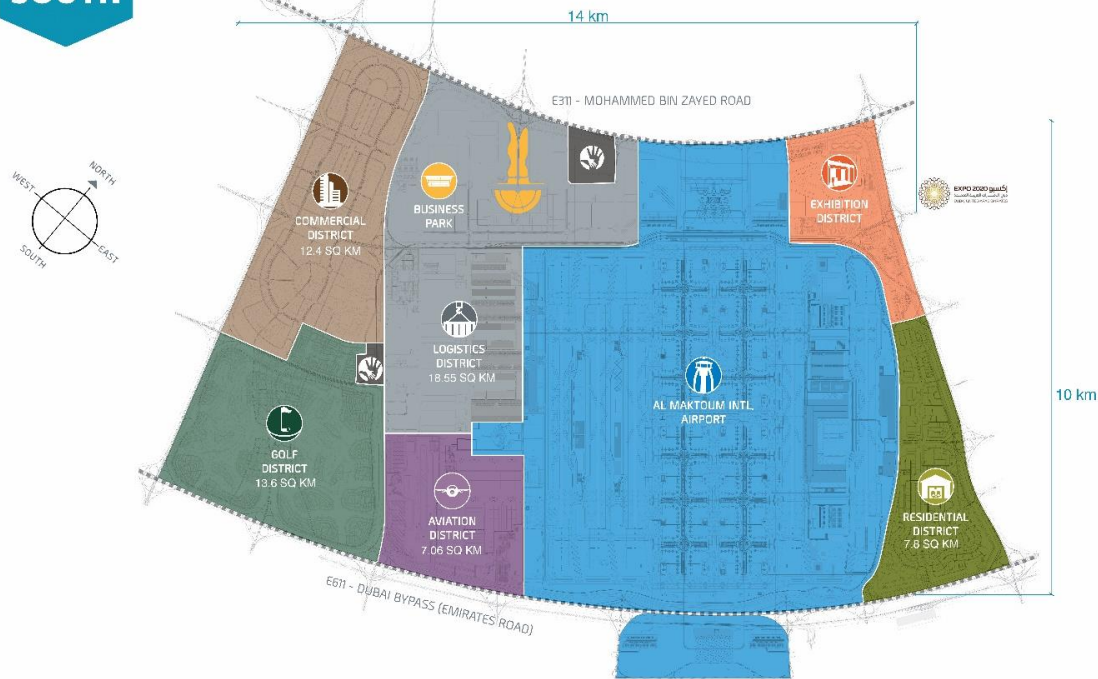 SOUTH
14 km
E311 - MOHAMMED BIN ZAYED ROAD
NORTH
WEST
EAST
SOUTH
COMMERCIAL
DISTRICT
12.4 SQ KM
BUSINESS
PARK
EXHIBITION
DISTRICT
EXPO 2020 إكسبو
LOGISTICS
DISTRICT
18.55 SQ KM
AL MAKTOUM INTL.
AIRPORT
10 km
GOLF
DISTRICT
13.6 SQ KM
AVIATION
DISTRICT
7.06 SQ KM
RESIDENTIAL
DISTRICT
7.8 SQ KM
E611 - DUBAI BYPASS (EMIRATES ROAD)